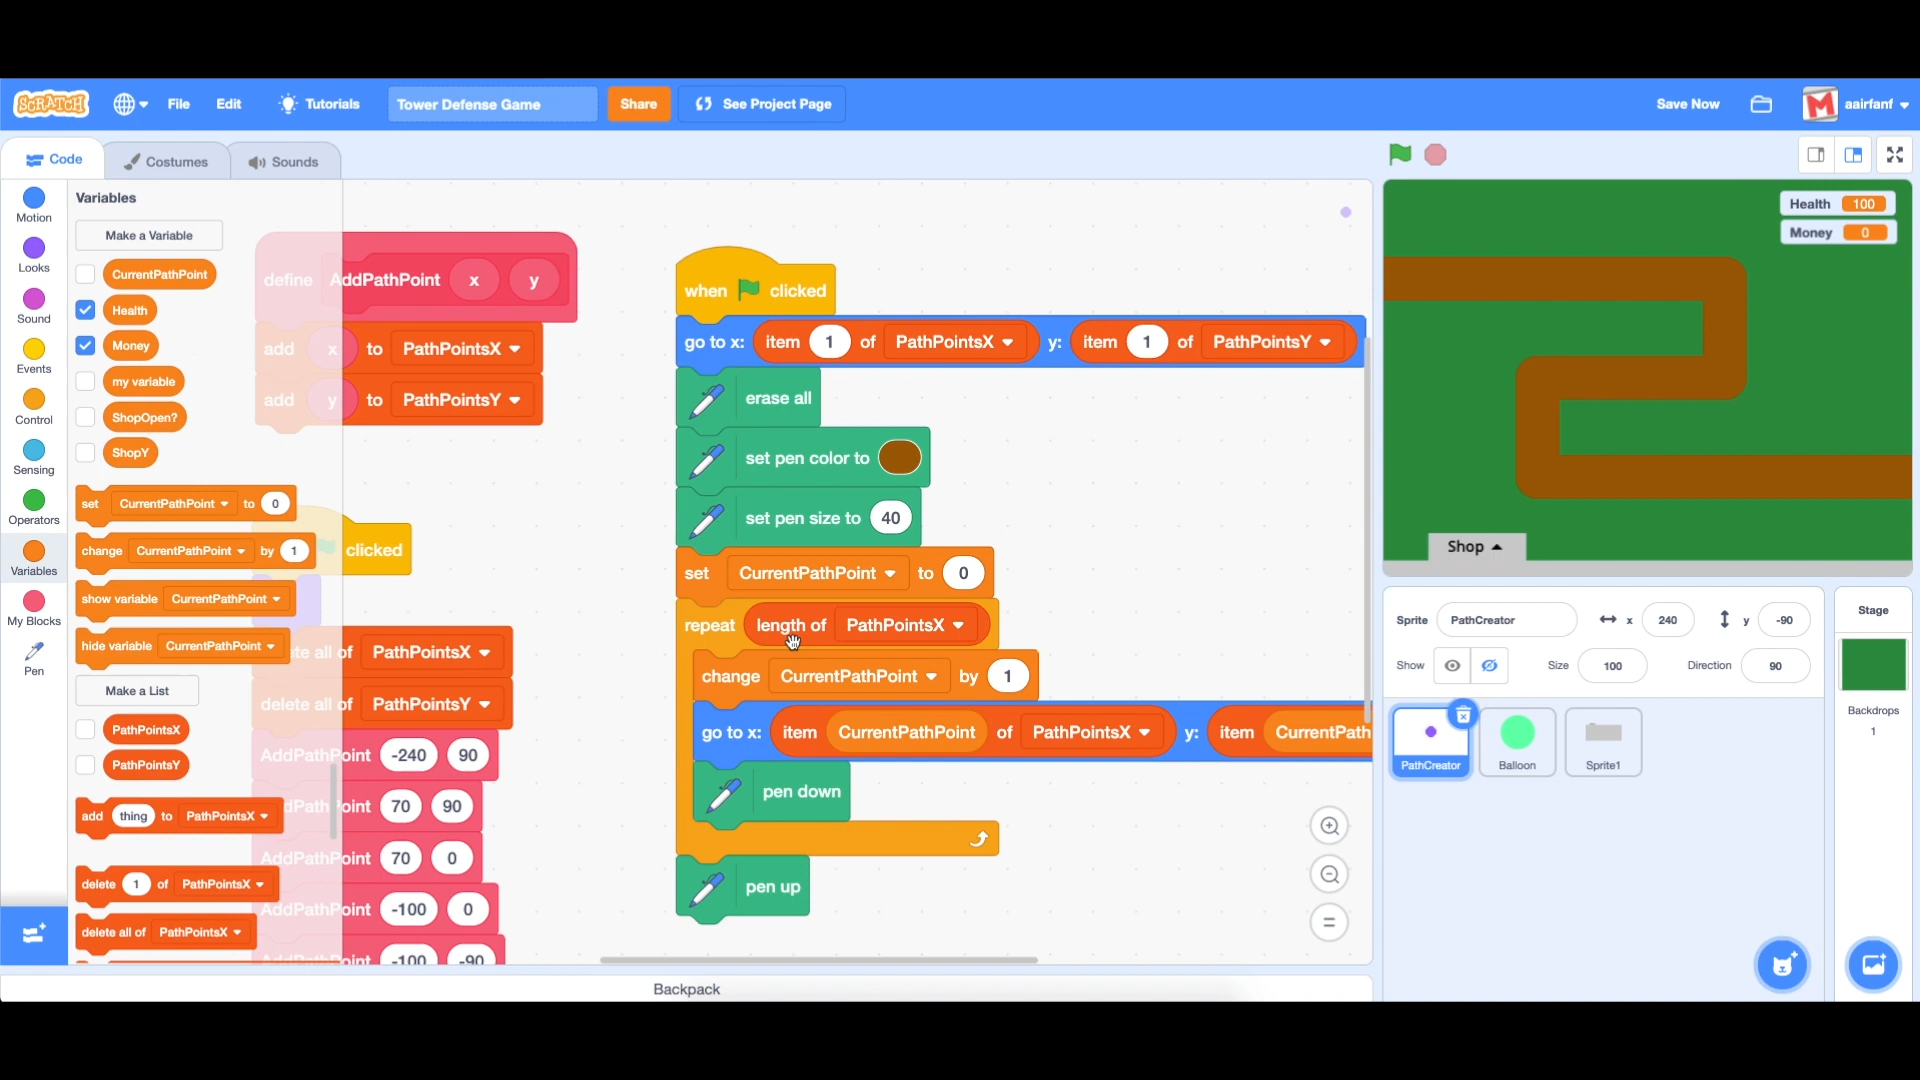 SCRATCH File Edit Tutorials Tower Defense Game Share See Project Page Save Now aairfanf
Code Costumes Sounds
Motion
Looks
Sound
Events
Control
Sensing
Operators
Variables
My Blocks
Pen
Variables
Make a Variable
CurrentPathPoint
Health
Money
my variable
ShopOpen?
ShopY
set CurrentPathPoint to 0
change CurrentPathPoint by 1
show variable CurrentPathPoint
hide variable CurrentPathPoint
Make a List
PathPointsX
PathPointsY
add thing to PathPointsX
delete 1 of PathPointsX
delete all of PathPointsX
define AddPathPoint x y
add x to PathPointsX
add y to PathPointsY
clicked
te all of PathPointsX
delete all of PathPointsY
AddPathPoint -240 90
dPathPoint 70 90
AddPathPoint 70 0
AddPathPoint -100 0
AddPathPoint -100 -90
when clicked
go to x: item 1 of PathPointsX y: item 1 of PathPointsY
erase all
set pen color to
set pen size to 40
set CurrentPathPoint to 0
repeat length of PathPointsX
change CurrentPathPoint by 1
go to x: item CurrentPathPoint of PathPointsX y: item CurrentPath
pen down
pen up
Backpack
Health 100
Money 0
Shop
Sprite PathCreator x 240 y -90
Show Size 100 Direction 90
PathCreator Balloon Sprite1
Stage
Backdrops
1